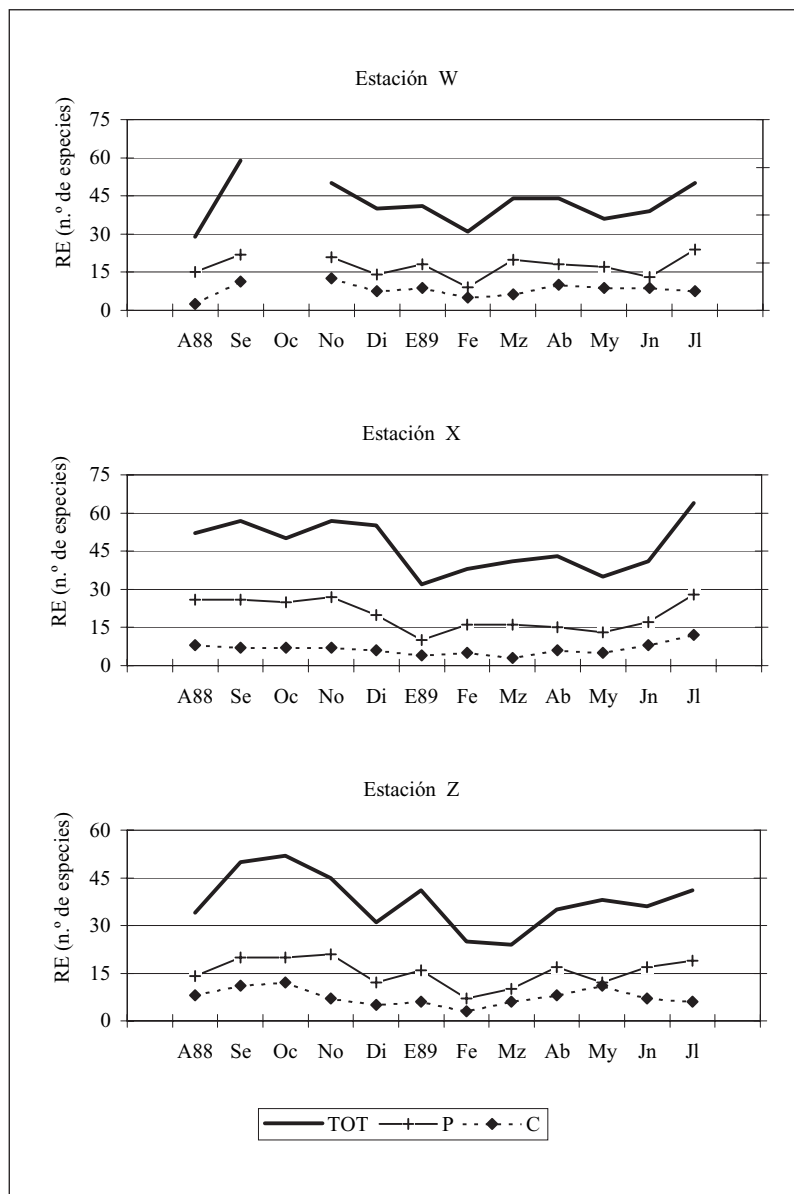 Estación W
RE (n.º de especies)
75
60
45
30
15
0
A88 Se Oc No Di E89 Fe Mz Ab My Jn Jl
Estación X
RE (n.º de especies)
75
60
45
30
15
0
A88 Se Oc No Di E89 Fe Mz Ab My Jn Jl
Estación Z
RE (n.º de especies)
60
45
30
15
0
A88 Se Oc No Di E89 Fe Mz Ab My Jn Jl
TOT P C